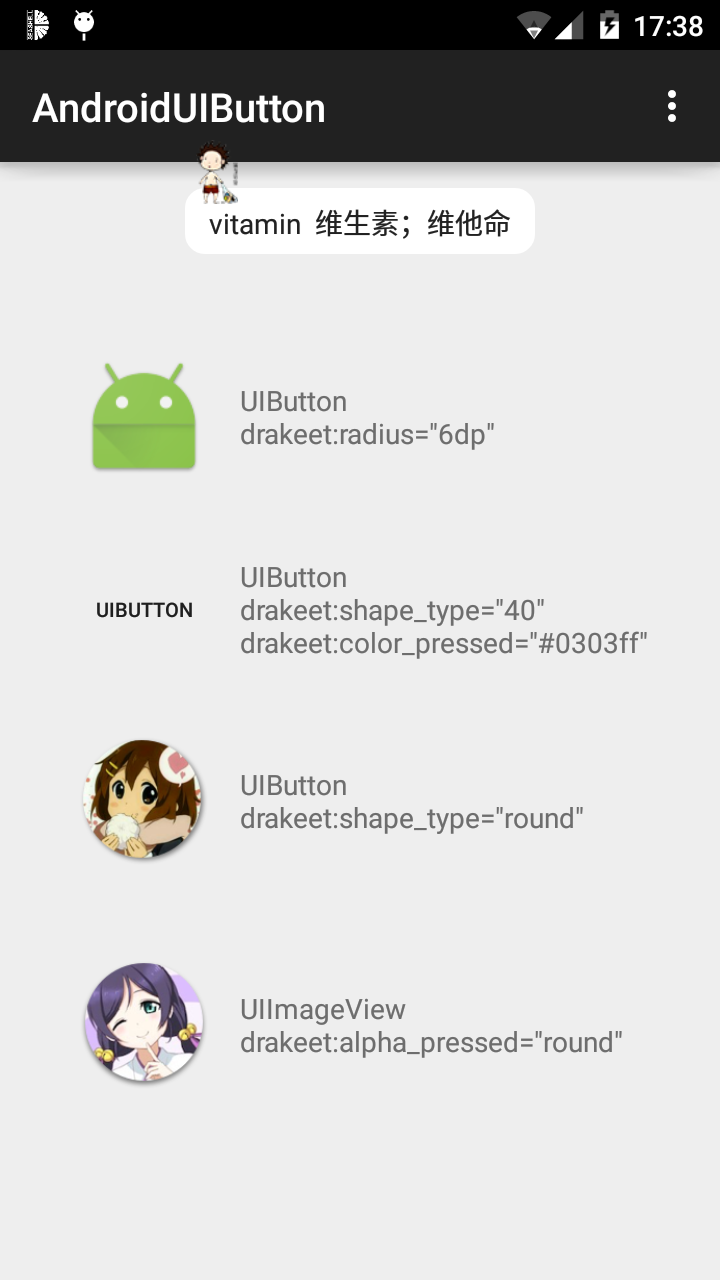 17:38
AndroidUIButton
vitamin 维生素；维他命
UIButton
drakeet:radius="6dp"
UIBUTTON
UIButton
drakeet:shape_type="40"
drakeet:color_pressed="#0303ff"
UIButton
drakeet:shape_type="round"
UIImageView
drakeet:alpha_pressed="round"